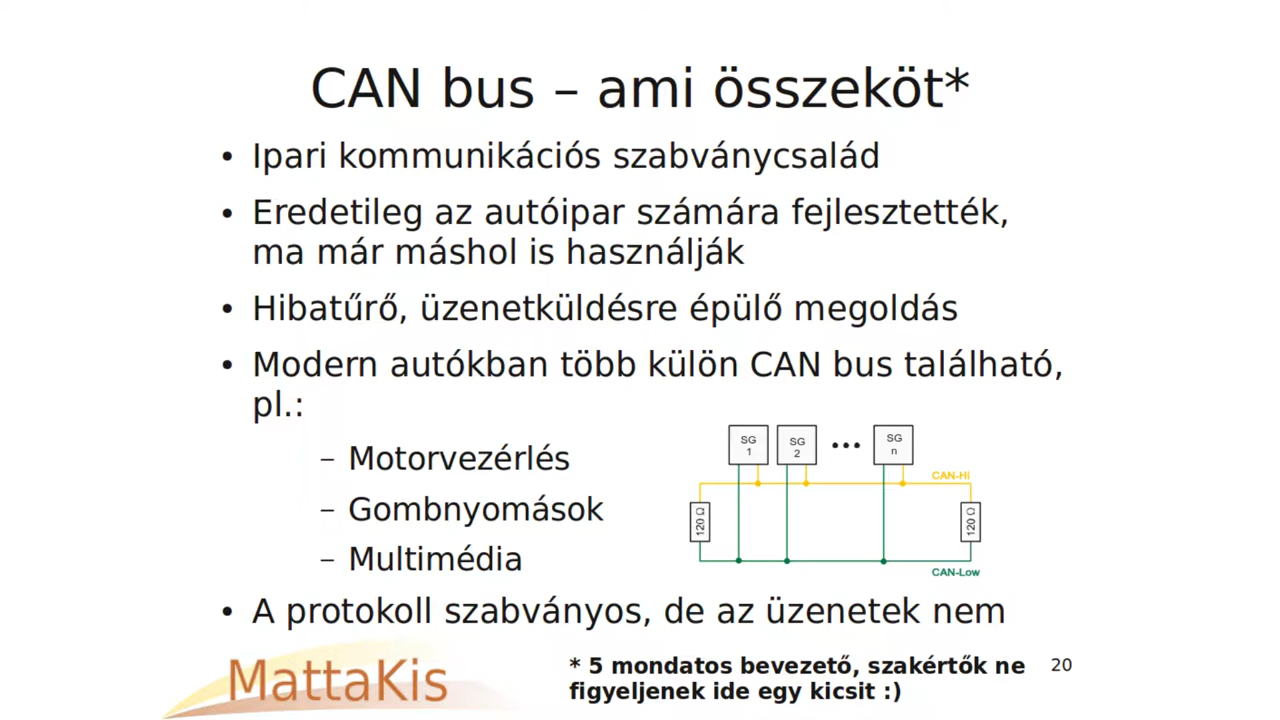 CAN bus – ami összeköt*
• Ipari kommunikációs szabványcsalád
• Eredetileg az autóipar számára fejlesztették,
ma már máshol is használják
• Hibatűrő, üzenetküldésre épülő megoldás
• Modern autókban több külön CAN bus található,
pl.:
– Motorvezérlés
– Gombnyomások
– Multimédia
SG
1
SG
2
•••
SG
n
CAN-Hi
120 Ω
120 Ω
CAN-Low
• A protokoll szabványos, de az üzenetek nem
MattaKis
* 5 mondatos bevezető, szakértők ne
figyeljenek ide egy kicsit :)
20